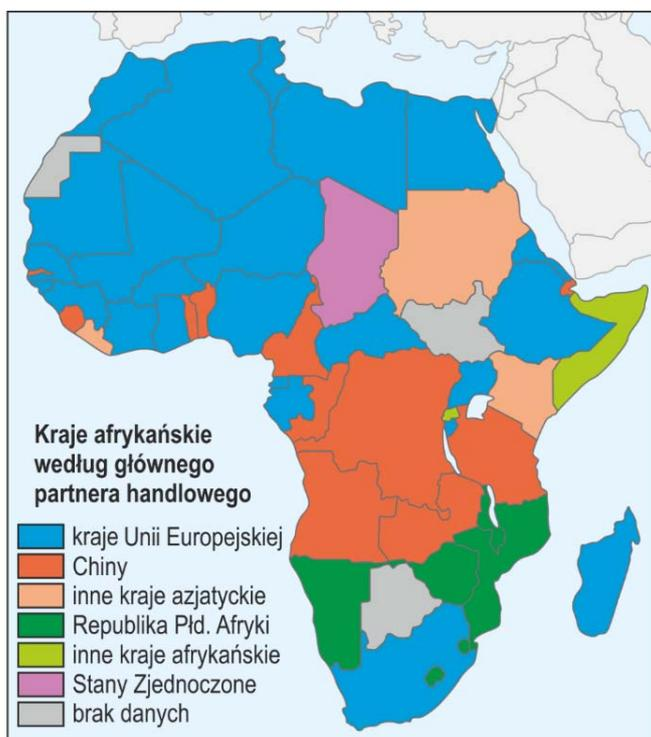 Kraje afrykańskie
według głównego
partnera handlowego
kraje Unii Europejskiej
Chiny
inne kraje azjatyckie
Republika Płd. Afryki
inne kraje afrykańskie
Stany Zjednoczone
brak danych